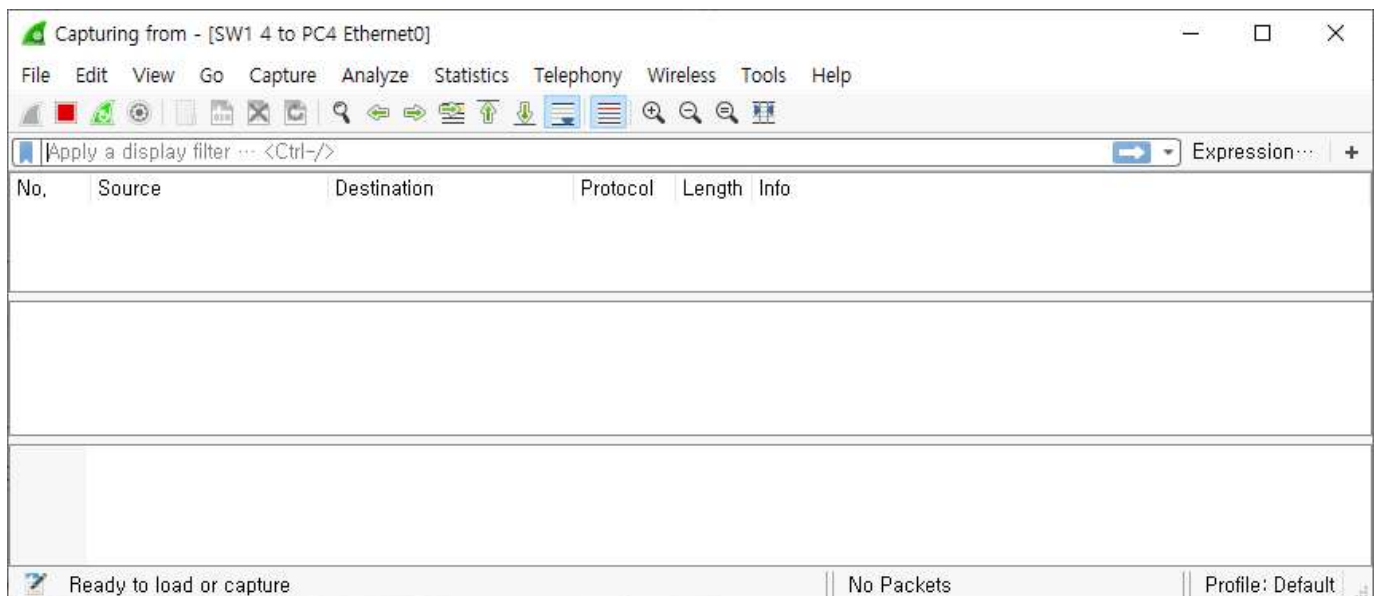 Capturing from - [SW1 4 to PC4 Ethernet0]
File Edit View Go Capture Analyze Statistics Telephony Wireless Tools Help
Apply a display filter ··· <Ctrl-/> Expression··· +
No, Source Destination Protocol Length Info
Ready to load or capture No Packets Profile: Default